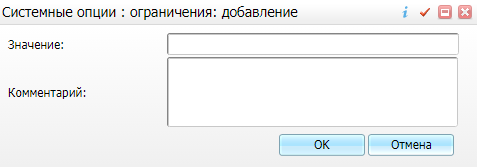 Системные опции : ограничения: добавление
Значение:
Комментарий:
OK
Отмена